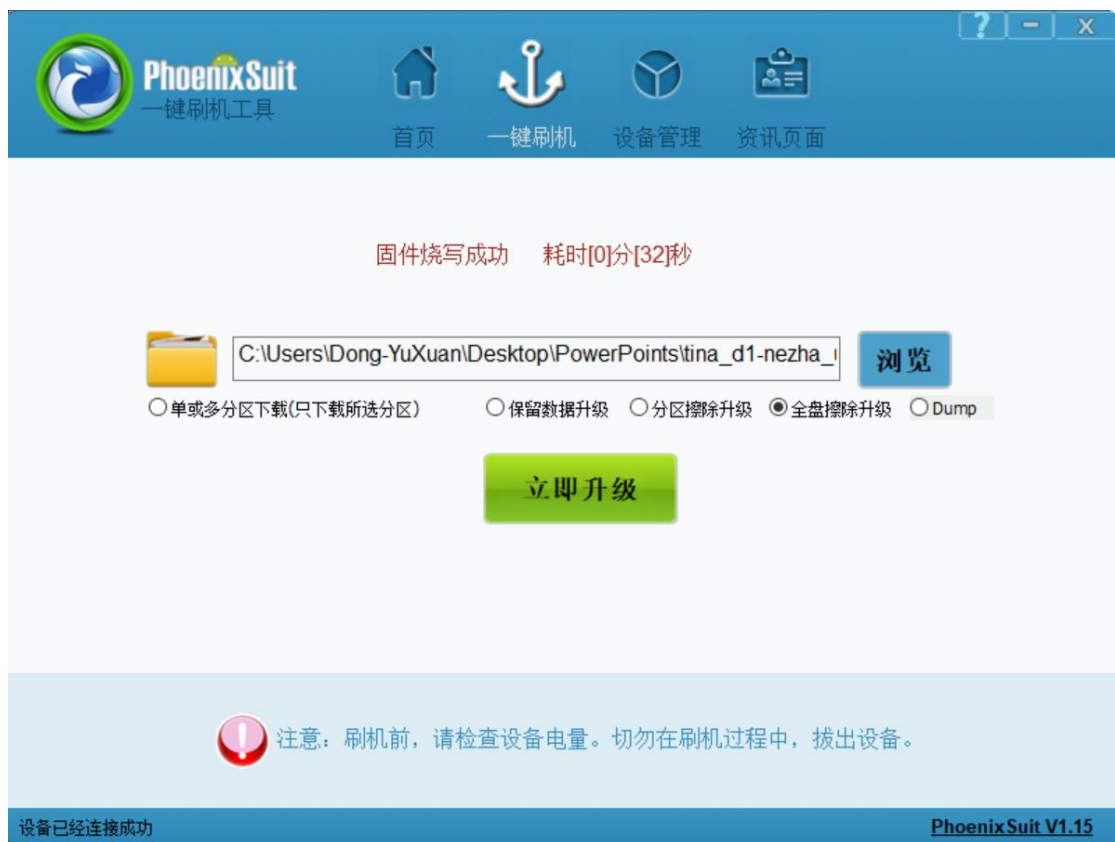 ? - x
PhoenixSuit
一键刷机工具
首页 一键刷机 设备管理 资讯页面
固件烧写成功 耗时[0]分[32]秒
C:\Users\Dong-YuXuan\Desktop\PowerPoints\tina_d1-nezha_
浏览
单或多分区下载(只下载所选分区) 保留数据升级 分区擦除升级 全盘擦除升级 Dump
立即升级
注意：刷机前，请检查设备电量。切勿在刷机过程中，拔出设备。
设备已经连接成功 PhoenixSuit V1.15